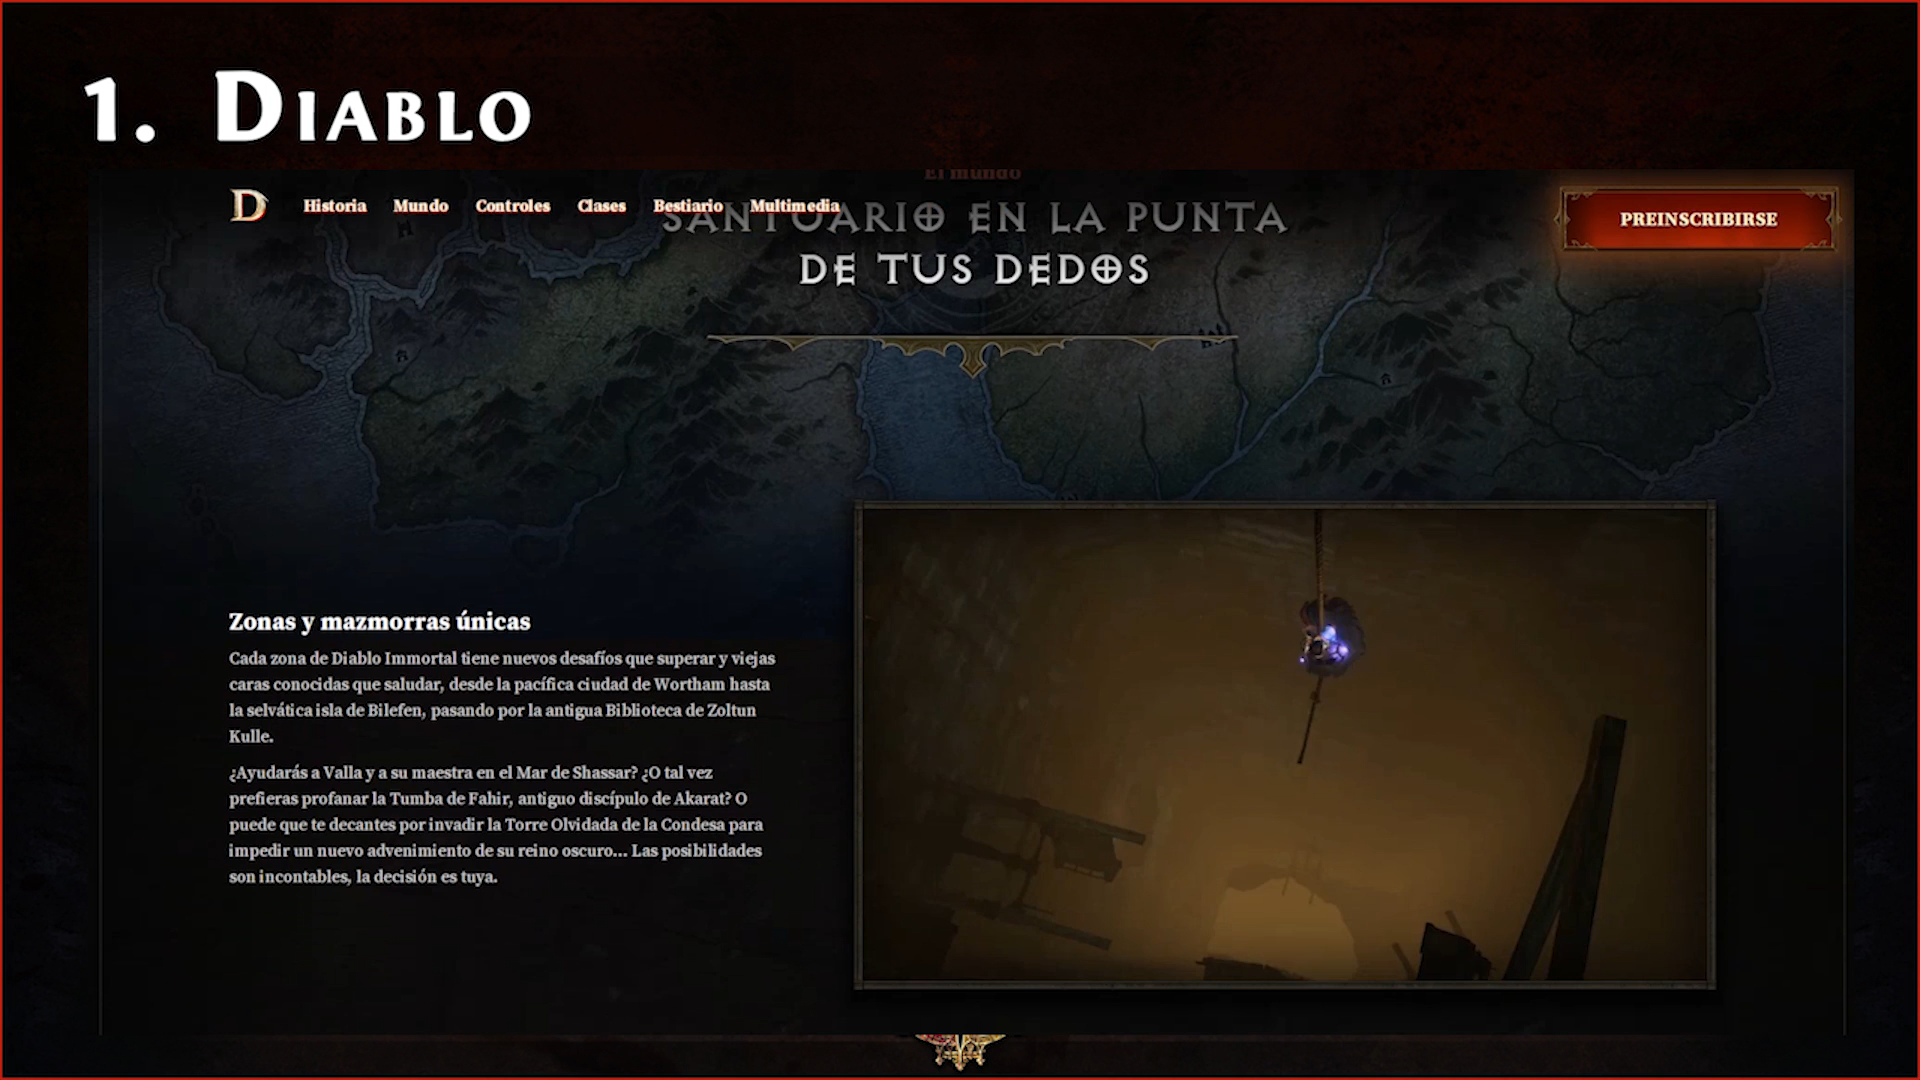 1. Diablo
El mundo
D Historia Mundo Controles Clases Bestiario Multimedia
PREINSCRIBIRSE
SANTUARIO EN LA PUNTA
DE TUS DEDOS
Zonas y mazmorras únicas
Cada zona de Diablo Immortal tiene nuevos desafíos que superar y viejas
caras conocidas que saludar, desde la pacífica ciudad de Wortham hasta
la selvática isla de Bilefen, pasando por la antigua Biblioteca de Zoltun
Kulle.
¿Ayudarás a Valla y a su maestra en el Mar de Shassar? ¿O tal vez
prefieras profanar la Tumba de Fahir, antiguo discípulo de Akarat? O
puede que te decantes por invadir la Torre Olvidada de la Condesa para
impedir un nuevo advenimiento de su reino oscuro... Las posibilidades
son incontables, la decisión es tuya.